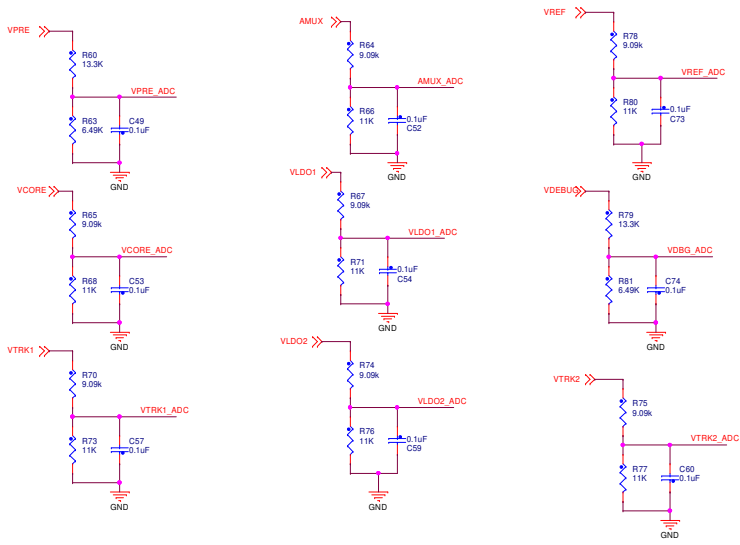 VPRE
R60
13.3K
VPRE_ADC
R63
6.49K
C49
0.1uF
GND
AMUX
R64
9.09k
AMUX_ADC
R66
11K
0.1uF
C52
GND
VREF
R78
9.09k
VREF_ADC
R80
11K
0.1uF
C73
GND
VCORE
R65
9.09k
VCORE_ADC
R68
11K
C53
0.1uF
GND
VLDO1
R67
9.09k
VLDO1_ADC
R71
11K
0.1uF
C54
GND
VDEBUG
R79
13.3K
VDBG_ADC
R81
6.49K
C74
0.1uF
GND
VTRK1
R70
9.09k
VTRK1_ADC
R73
11K
C57
0.1uF
GND
VLDO2
R74
9.09k
VLDO2_ADC
R76
11K
0.1uF
C59
GND
VTRK2
R75
9.09k
VTRK2_ADC
R77
11K
C60
0.1uF
GND